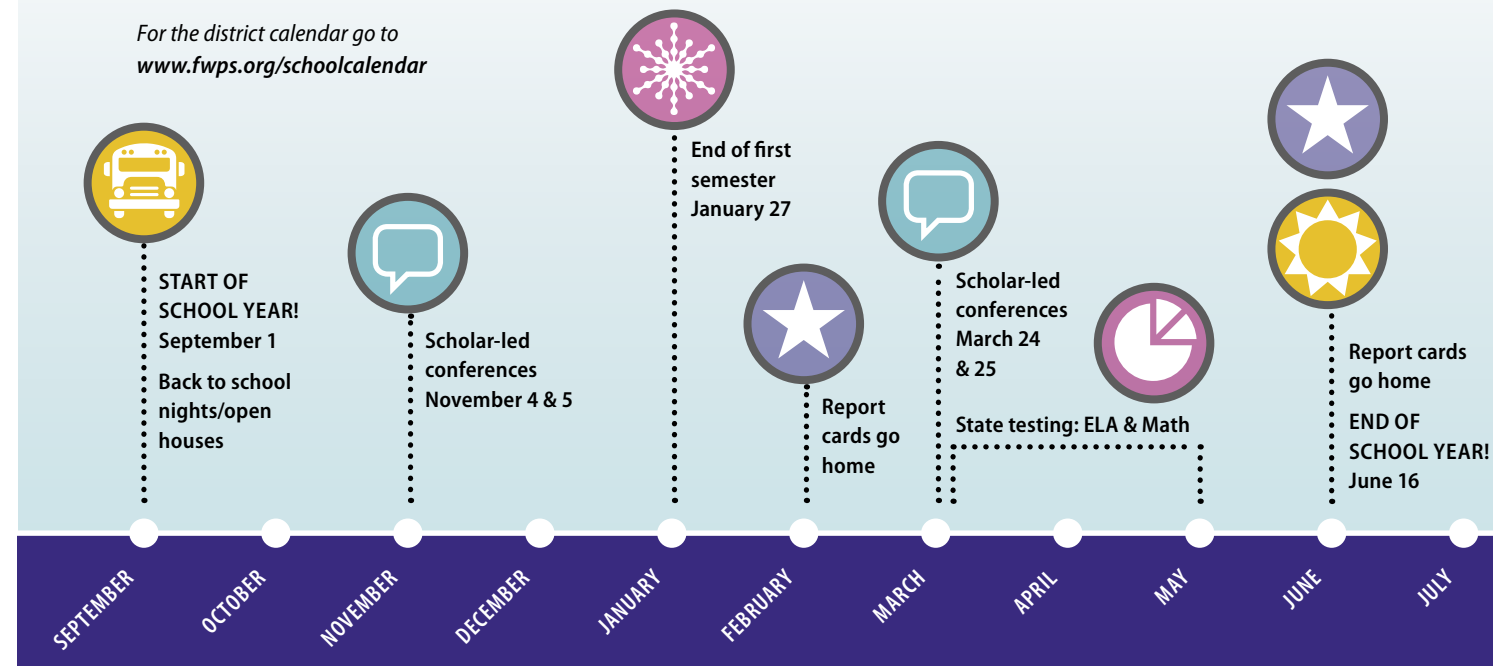 For the district calendar go to
www.fwps.org/schoolcalendar
START OF
SCHOOL YEAR!
September 1
Back to school
nights/open
houses
Scholar-led
conferences
November 4 & 5
End of first
semester
January 27
Report
cards go
home
Scholar-led
conferences
March 24
& 25
State testing: ELA & Math
Report cards
go home
END OF
SCHOOL YEAR!
June 16
SEPTEMBER
OCTOBER
NOVEMBER
DECEMBER
JANUARY
FEBRUARY
MARCH
APRIL
MAY
JUNE
JULY